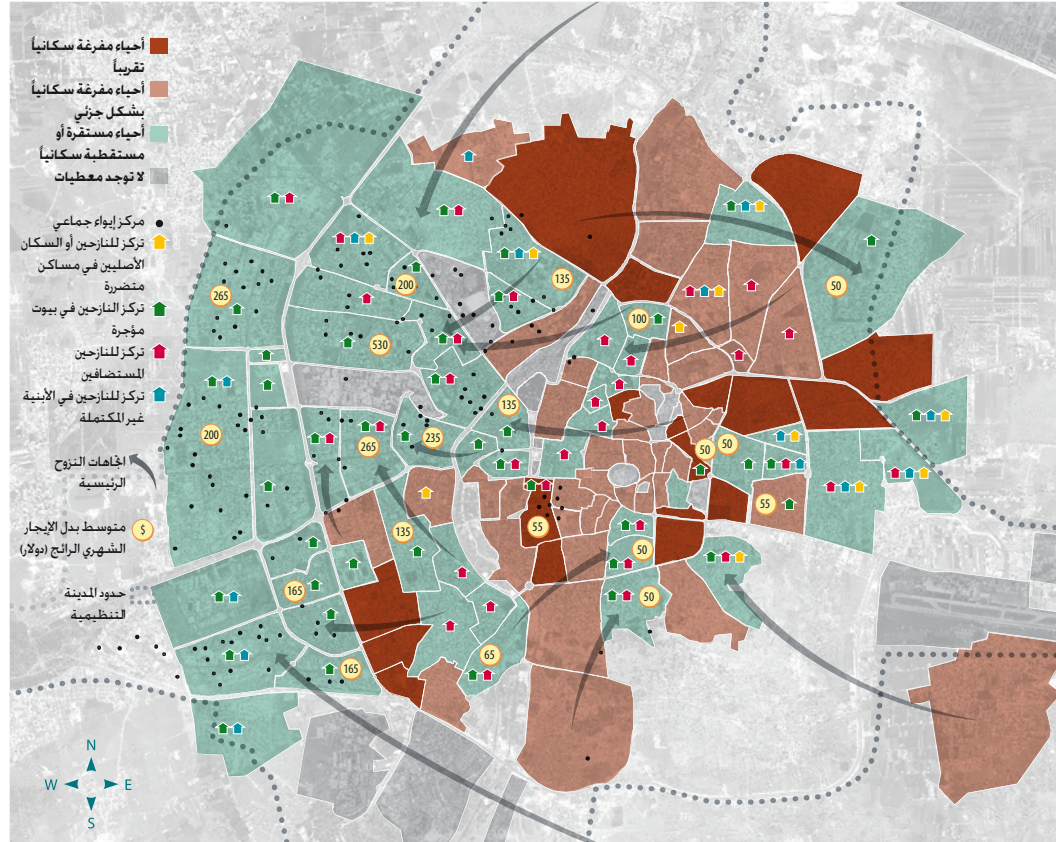 أحياء مفرغة سكانياً
تقريباً
أحياء مفرغة سكانياً
بشكل جزئي
أحياء مستقرة أو
مستقطبة سكانياً
لا توجد معطيات
مركز إيواء جماعي
تركز للنازحين أو السكان
الأصليين في مساكن
متضررة
تركز النازحين في بيوت
مؤجرة
تركز للنازحين
المستضافين
تركز للنازحين في الأبنية
غير المكتملة
اتجاهات النزوح
الرئيسية
$
متوسط بدل الإيجار
الشهري الرائج (دولار)
حدود المدينة
التنظيمية
265
200
135
50
100
530
135
235
265
200
50
50
55
55
135
50
50
165
65
165
N
W E
S